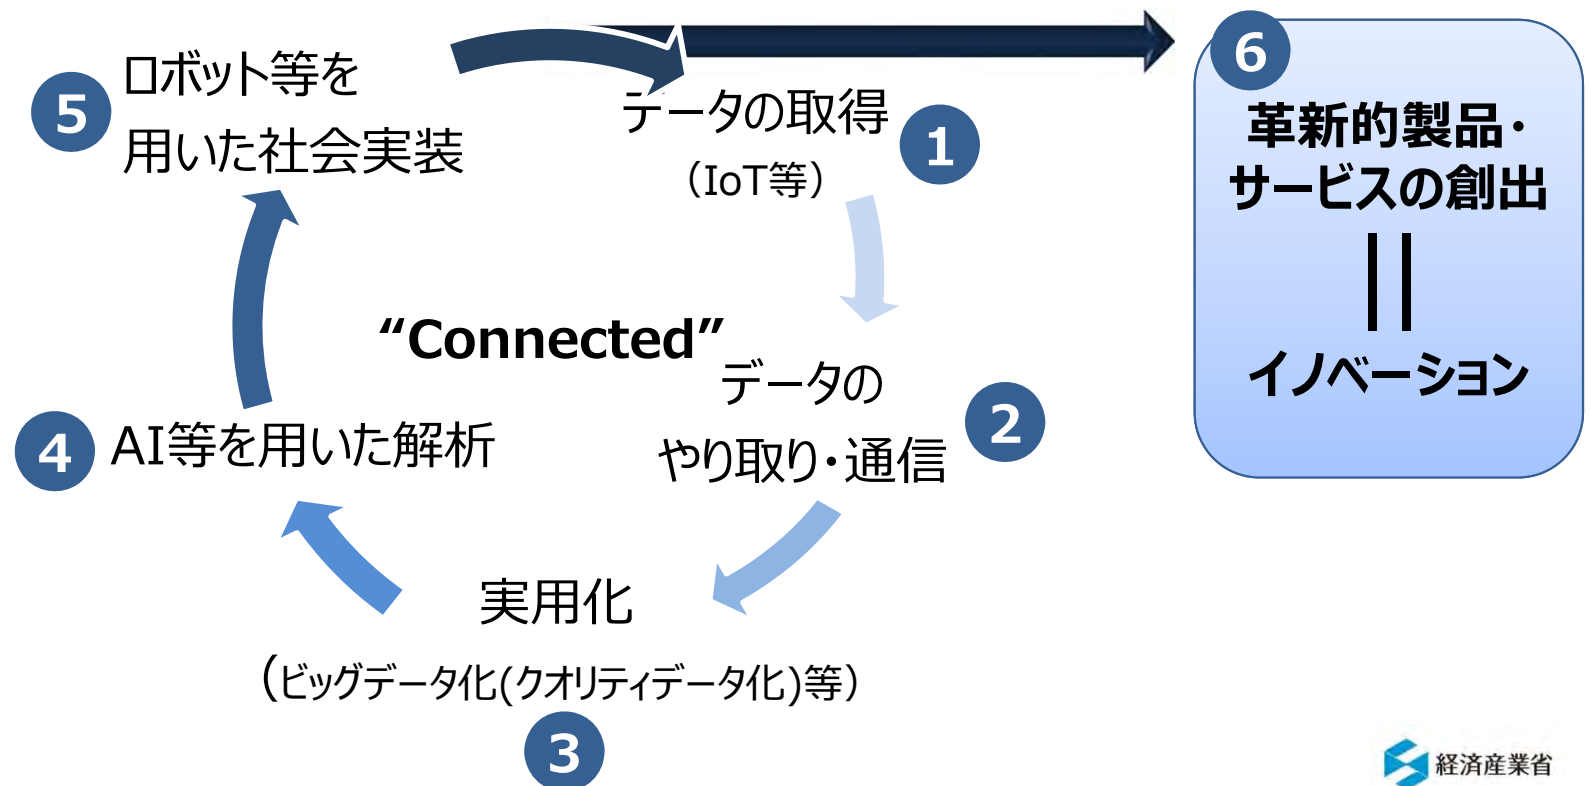 1
データの取得
（IoT等）
2
データの
やり取り・通信
3
実用化
（ビッグデータ化(クオリティデータ化)等）
4
AI等を用いた解析
5
ロボット等を
用いた社会実装
“Connected”
6
革新的製品・
サービスの創出
イノベーション
経済産業省